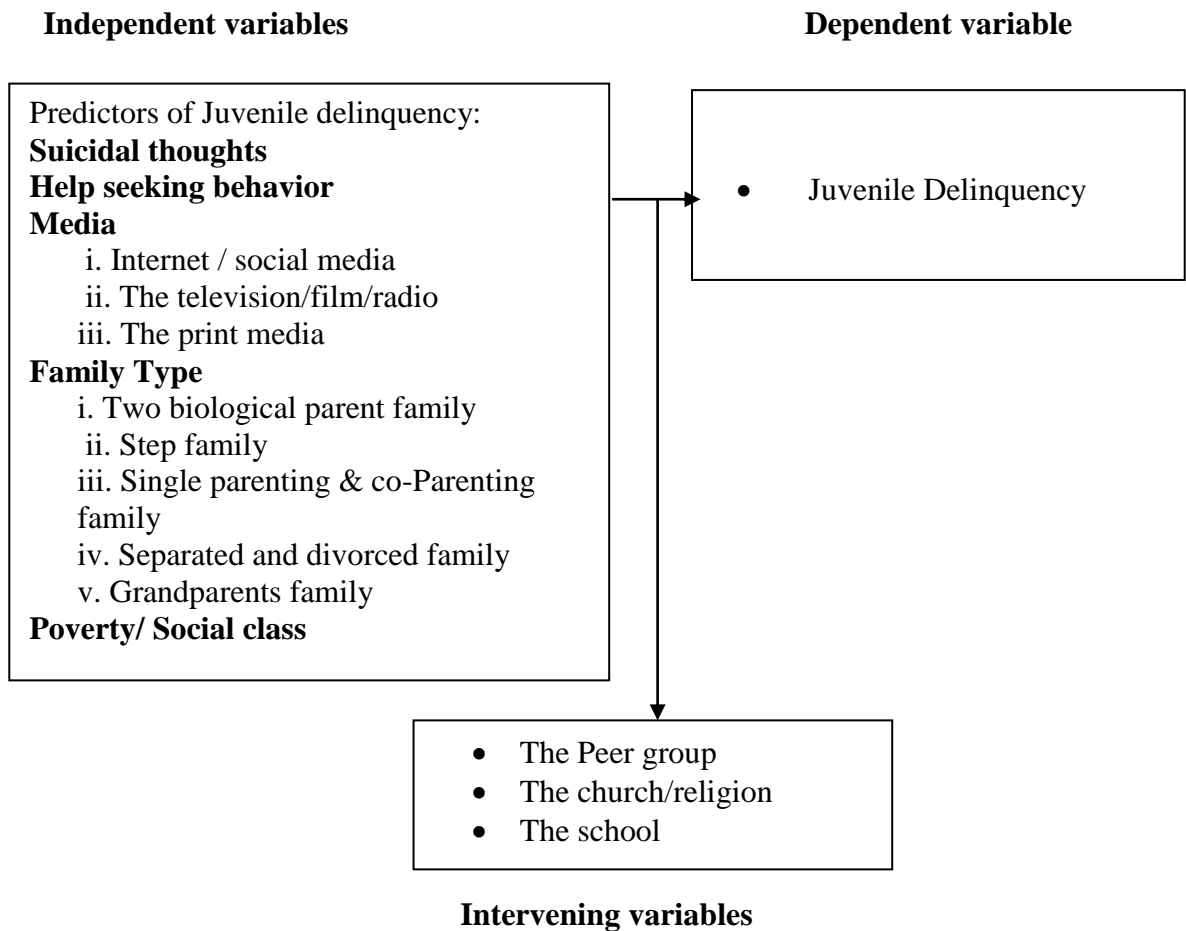 Independent variables
Dependent variable
Predictors of Juvenile delinquency:
Suicidal thoughts
Help seeking behavior
Media
i. Internet / social media
ii. The television/film/radio
iii. The print media
Family Type
i. Two biological parent family
ii. Step family
iii. Single parenting & co-Parenting
family
iv. Separated and divorced family
v. Grandparents family
Poverty/ Social class
• Juvenile Delinquency
• The Peer group
• The church/religion
• The school
Intervening variables